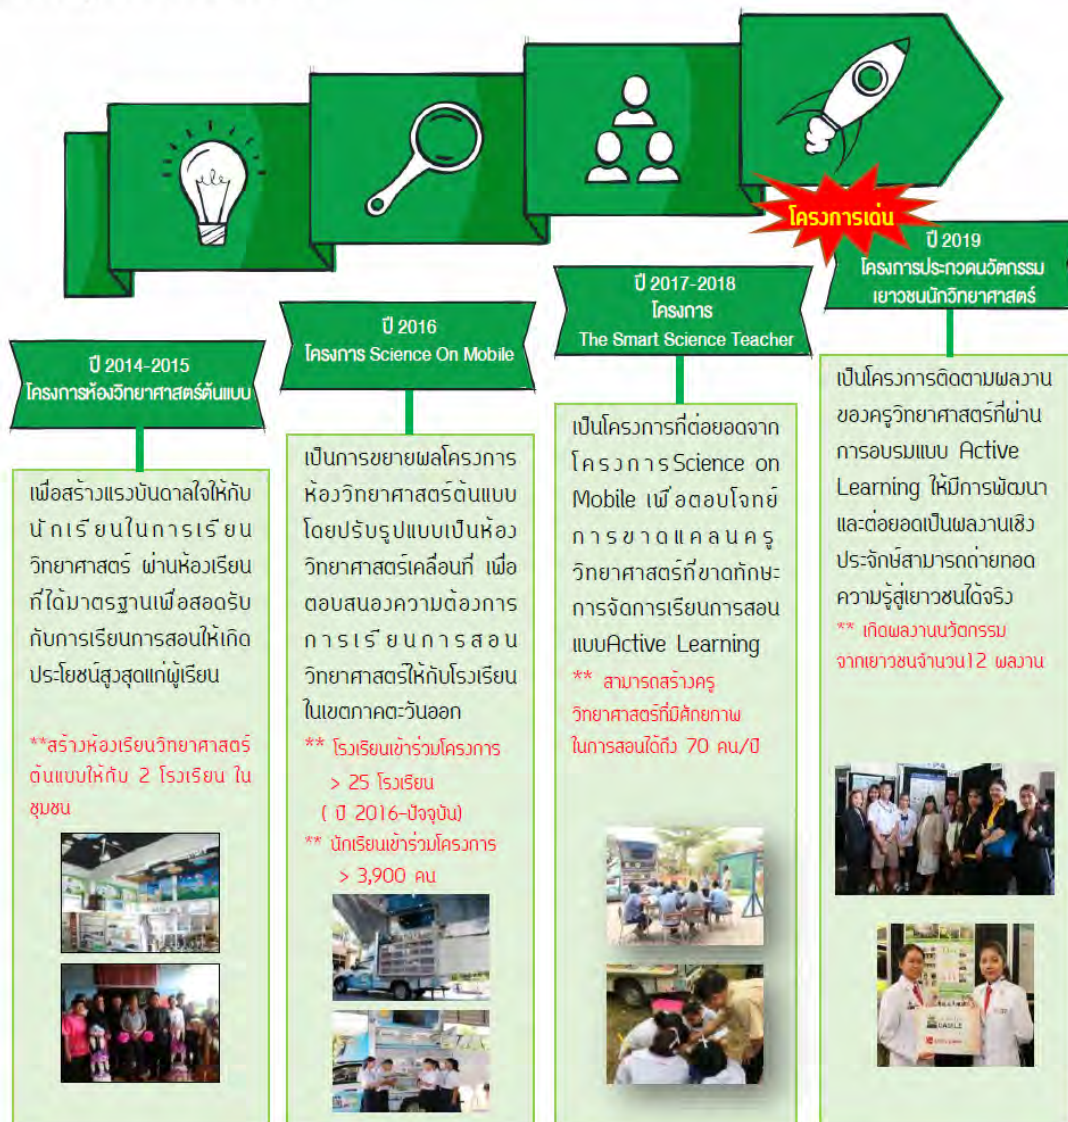 โครงการเด่น
ปี 2014-2015
โครงการห้องวิทยาศาสตร์ต้นแบบ
เพื่อสร้างแรงบันดาลใจให้กับ
นักเรียนในการเรียน
วิทยาศาสตร์ ผ่านห้องเรียน
ที่ได้มาตรฐานเพื่อสอดรับ
กับการเรียนการสอนให้เกิด
ประโยชน์สูงสุดแก่ผู้เรียน
**สร้างห้องเรียนวิทยาศาสตร์
ต้นแบบให้กับ 2 โรงเรียน ใน
ชุมชน
ปี 2016
โครงการ Science On Mobile
เป็นการขยายผลโครงการ
ห้องวิทยาศาสตร์ต้นแบบ
โดยปรับรูปแบบเป็นห้อง
วิทยาศาสตร์เคลื่อนที่ เพื่อ
ตอบสนองความต้องการ
การเรียนการสอน
วิทยาศาสตร์ให้กับโรงเรียน
ในเขตภาคตะวันออก
** โรงเรียนเข้าร่วมโครงการ
> 25 โรงเรียน
( ปี 2016-ปัจจุบัน)
** นักเรียนเข้าร่วมโครงการ
> 3,900 คน
ปี 2017-2018
โครงการ
The Smart Science Teacher
เป็นโครงการที่ต่อยอดจาก
โครงการScience on
Mobile เพื่อตอบโจทย์
การขาดแคลนครู
วิทยาศาสตร์ที่ขาดทักษะ
การจัดการเรียนการสอน
แบบActive Learning
** สามารถสร้างครู
วิทยาศาสตร์ที่มีศักยภาพ
ในการสอนได้ถึง 70 คน/ปี
ปี 2019
โครงการประกวดนวัตกรรม
เยาวชนนักวิทยาศาสตร์
เป็นโครงการติดตามผลงาน
ของครูวิทยาศาสตร์ที่ผ่าน
การอบรมแบบ Active
Learning ให้มีการพัฒนา
และต่อยอดเป็นผลงานเชิง
ประจักษ์สามารถถ่ายทอด
ความรู้สู่เยาวชนได้จริง
** เกิดผลงานนวัตกรรม
จากเยาวชนจำนวน12 ผลงาน